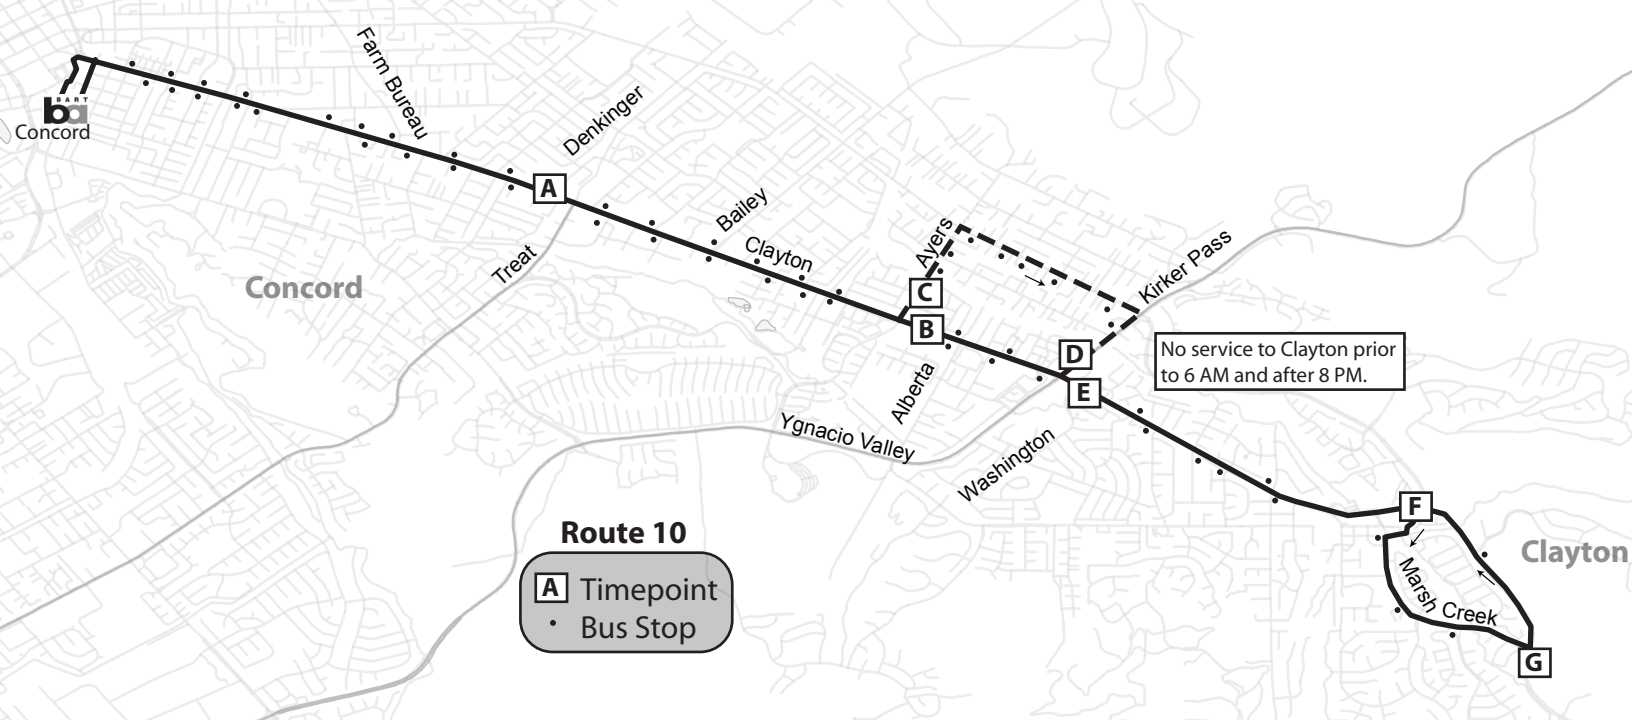 Farm Bureau
BART
ba
Concord
Denkinger
A
Bailey
Clayton
Treat
Concord
Ayers
Kirker Pass
C
B
D
E
No service to Clayton prior
to 6 AM and after 8 PM.
Alberta
Ygnacio Valley
Washington
F
Clayton
Marsh Creek
G
Route 10
A Timepoint
• Bus Stop